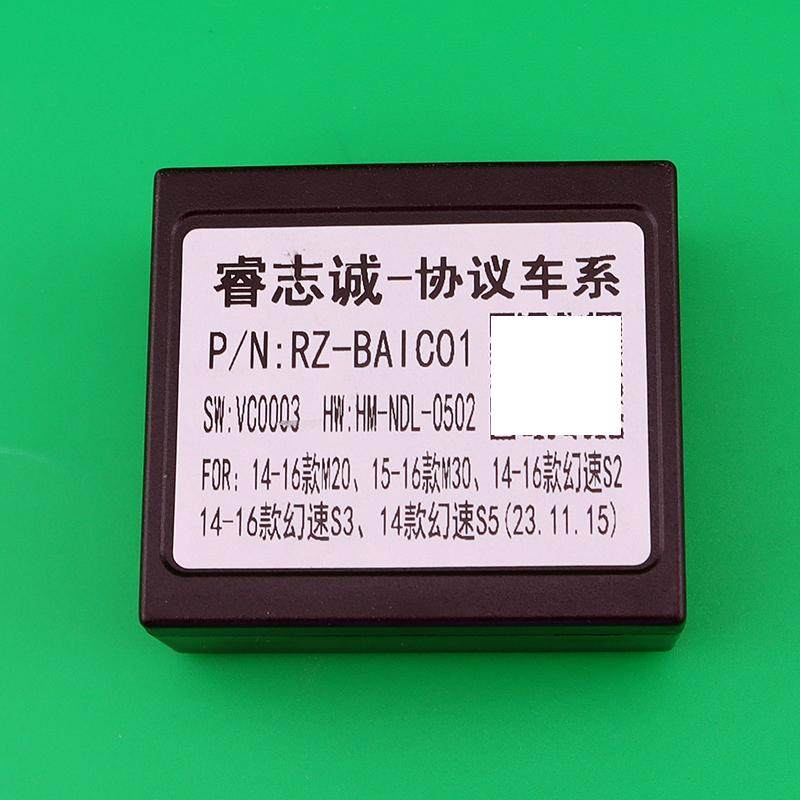 睿志诚-协议车系
P/N:RZ-BAIC01
SW:VC0003 HW:HM-NDL-0502
FOR: 14-16款M20、15-16款M30、14-16款幻速S2
14-16款幻速S3、14款幻速S5(23.11.15)